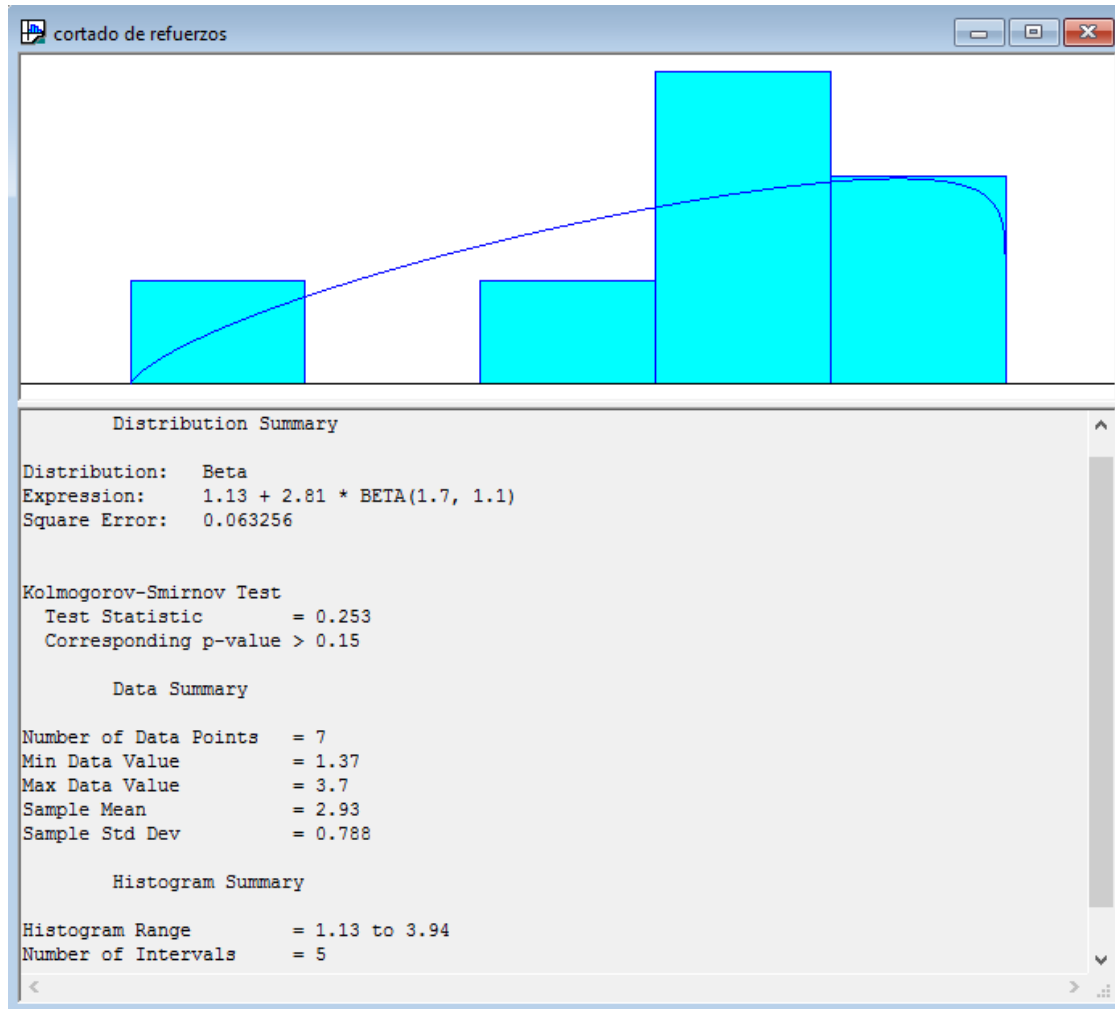 cortado de refuerzos
Distribution Summary
Distribution: Beta
Expression: 1.13 + 2.81 * BETA(1.7, 1.1)
Square Error: 0.063256
Kolmogorov-Smirnov Test
Test Statistic = 0.253
Corresponding p-value > 0.15
Data Summary
Number of Data Points = 7
Min Data Value = 1.37
Max Data Value = 3.7
Sample Mean = 2.93
Sample Std Dev = 0.788
Histogram Summary
Histogram Range = 1.13 to 3.94
Number of Intervals = 5